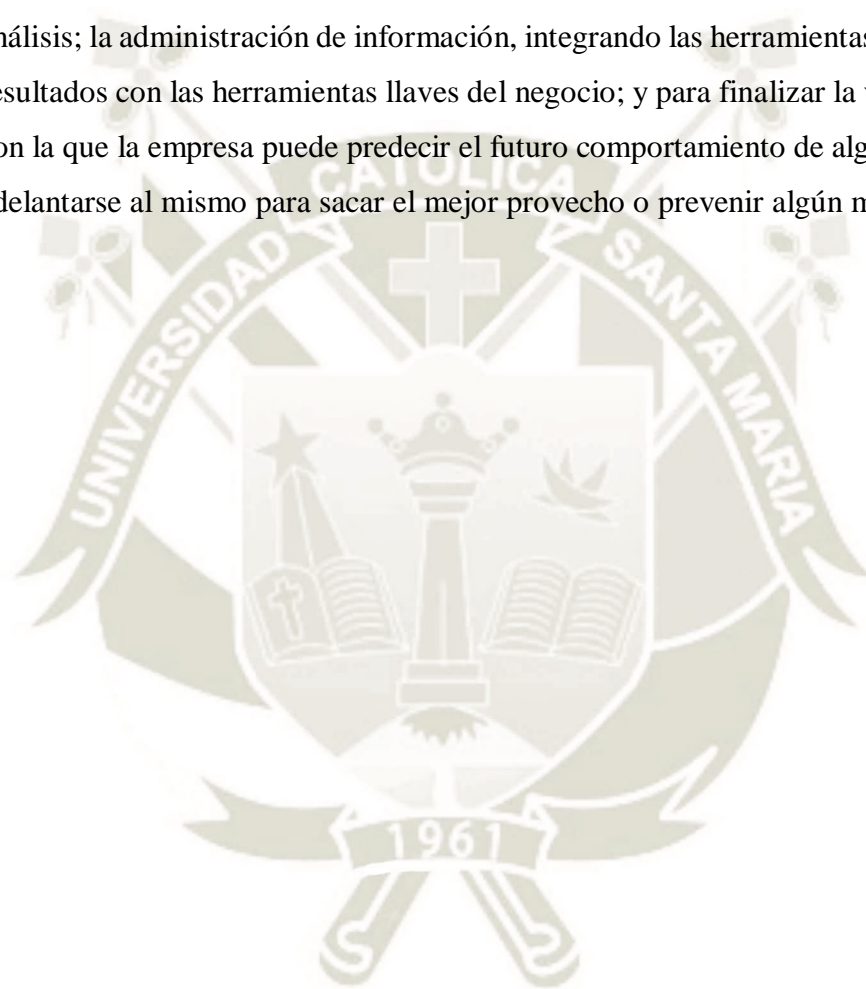 nálisis; la administración de información, integrando las herramientas
esultados con las herramientas llaves del negocio; y para finalizar la
on la que la empresa puede predecir el futuro comportamiento de alg
delantarse al mismo para sacar el mejor provecho o prevenir algún m
UNIVERSIDAD CATOLICA SANTA MARIA
1961